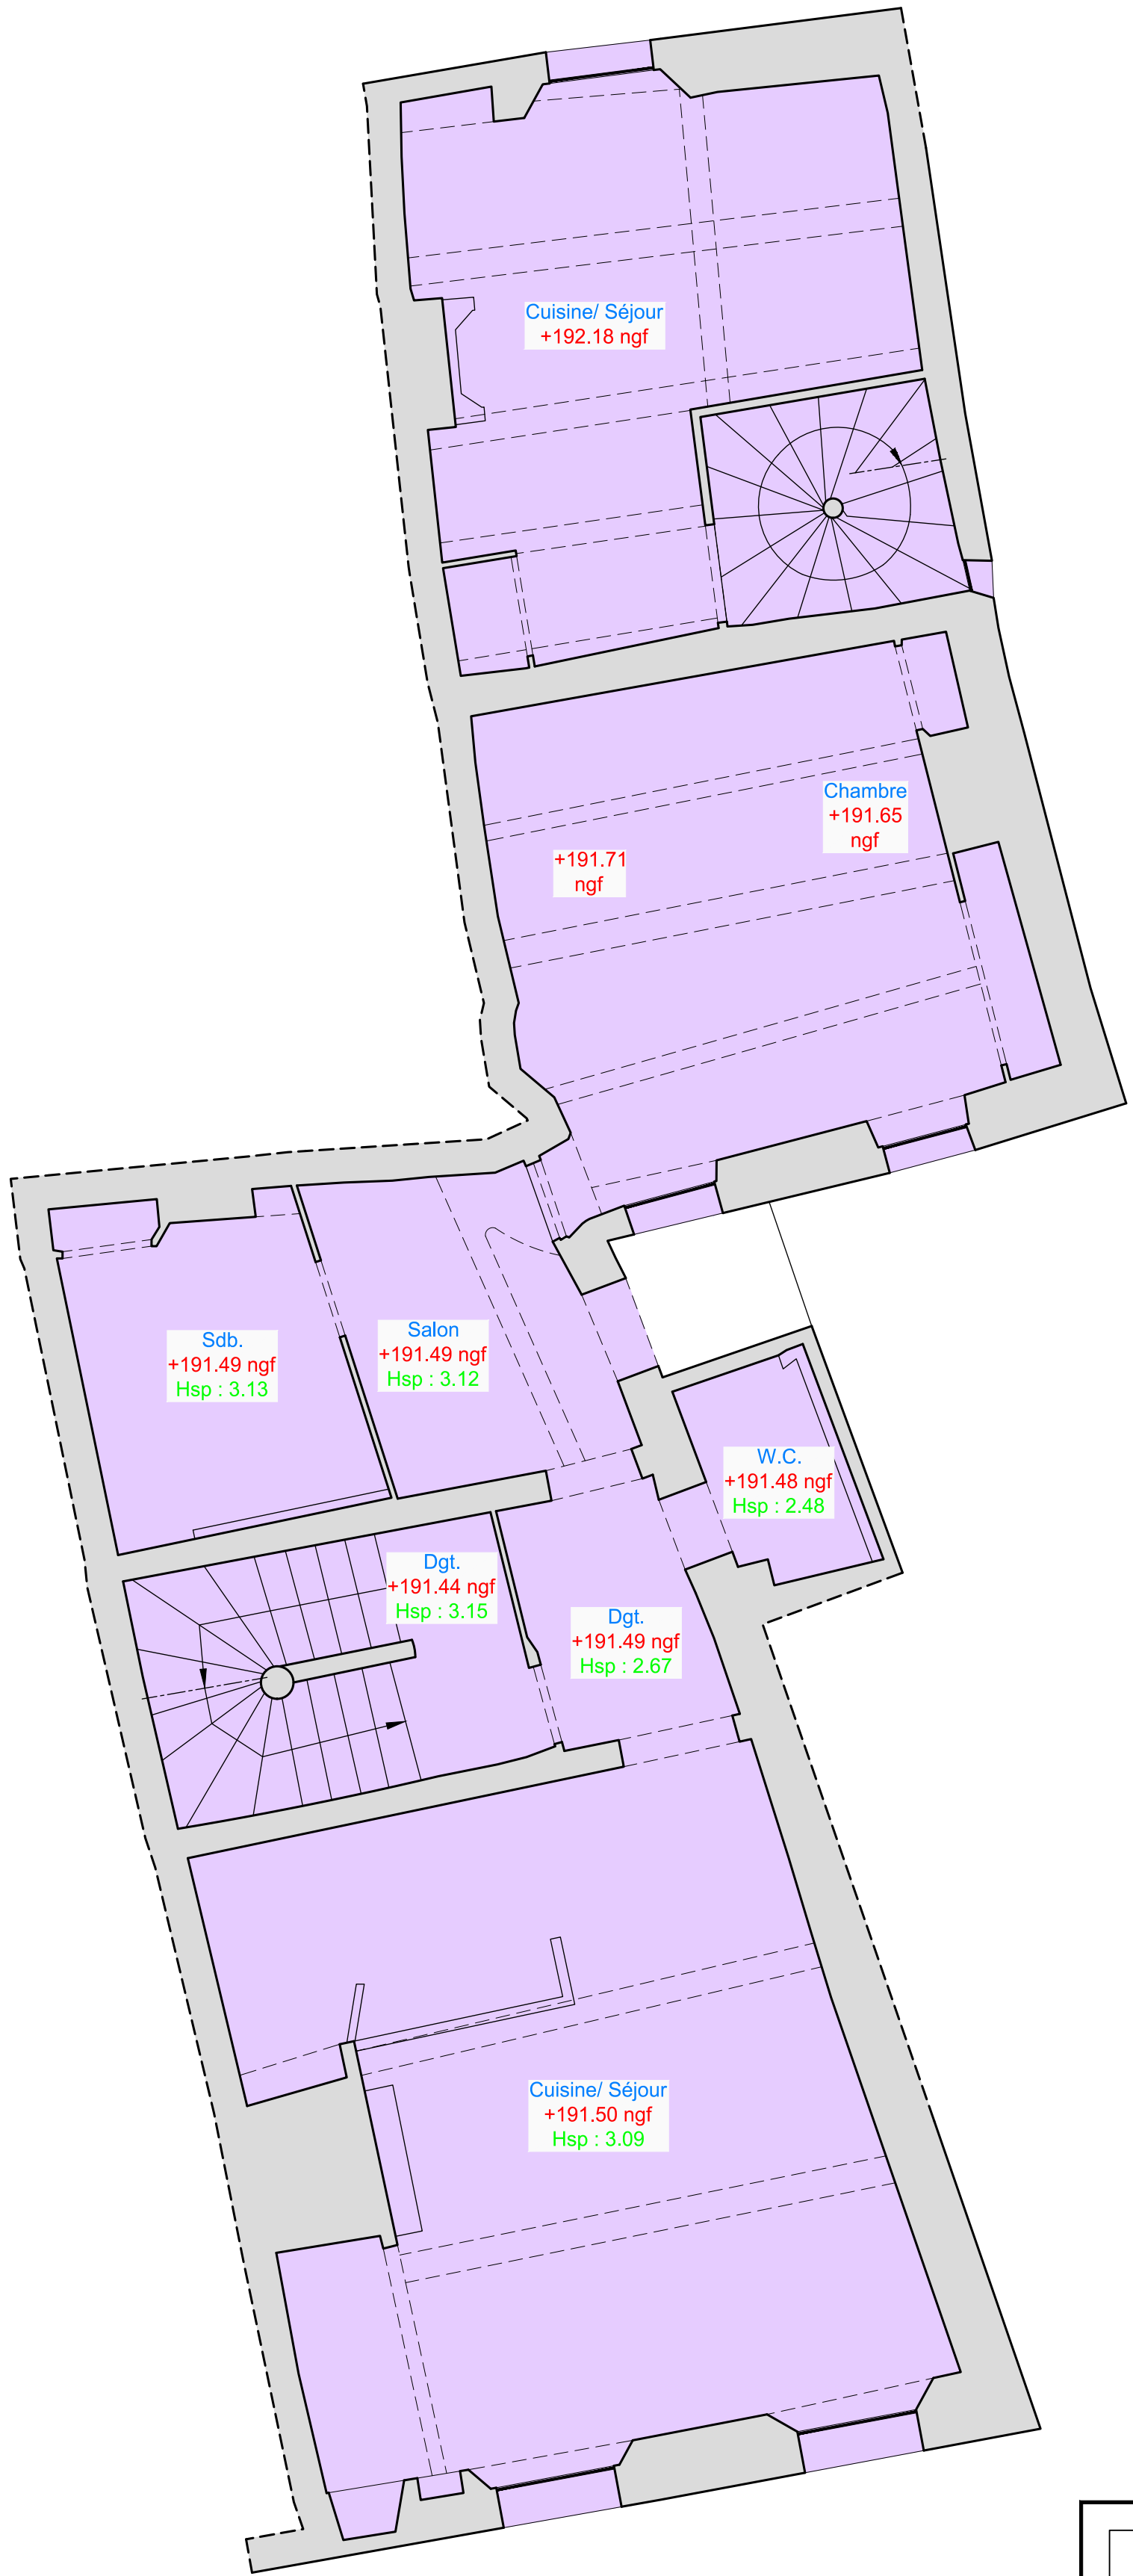 Cuisine/ Séjour
+192.18 ngf
Chambre
+191.65
ngf
+191.71
ngf
Sdb.
+191.49 ngf
Hsp : 3.13
Salon
+191.49 ngf
Hsp : 3.12
W.C.
+191.48 ngf
Hsp : 2.48
Dgt.
+191.44 ngf
Hsp : 3.15
Dgt.
+191.49 ngf
Hsp : 2.67
Cuisine/ Séjour
+191.50 ngf
Hsp : 3.09